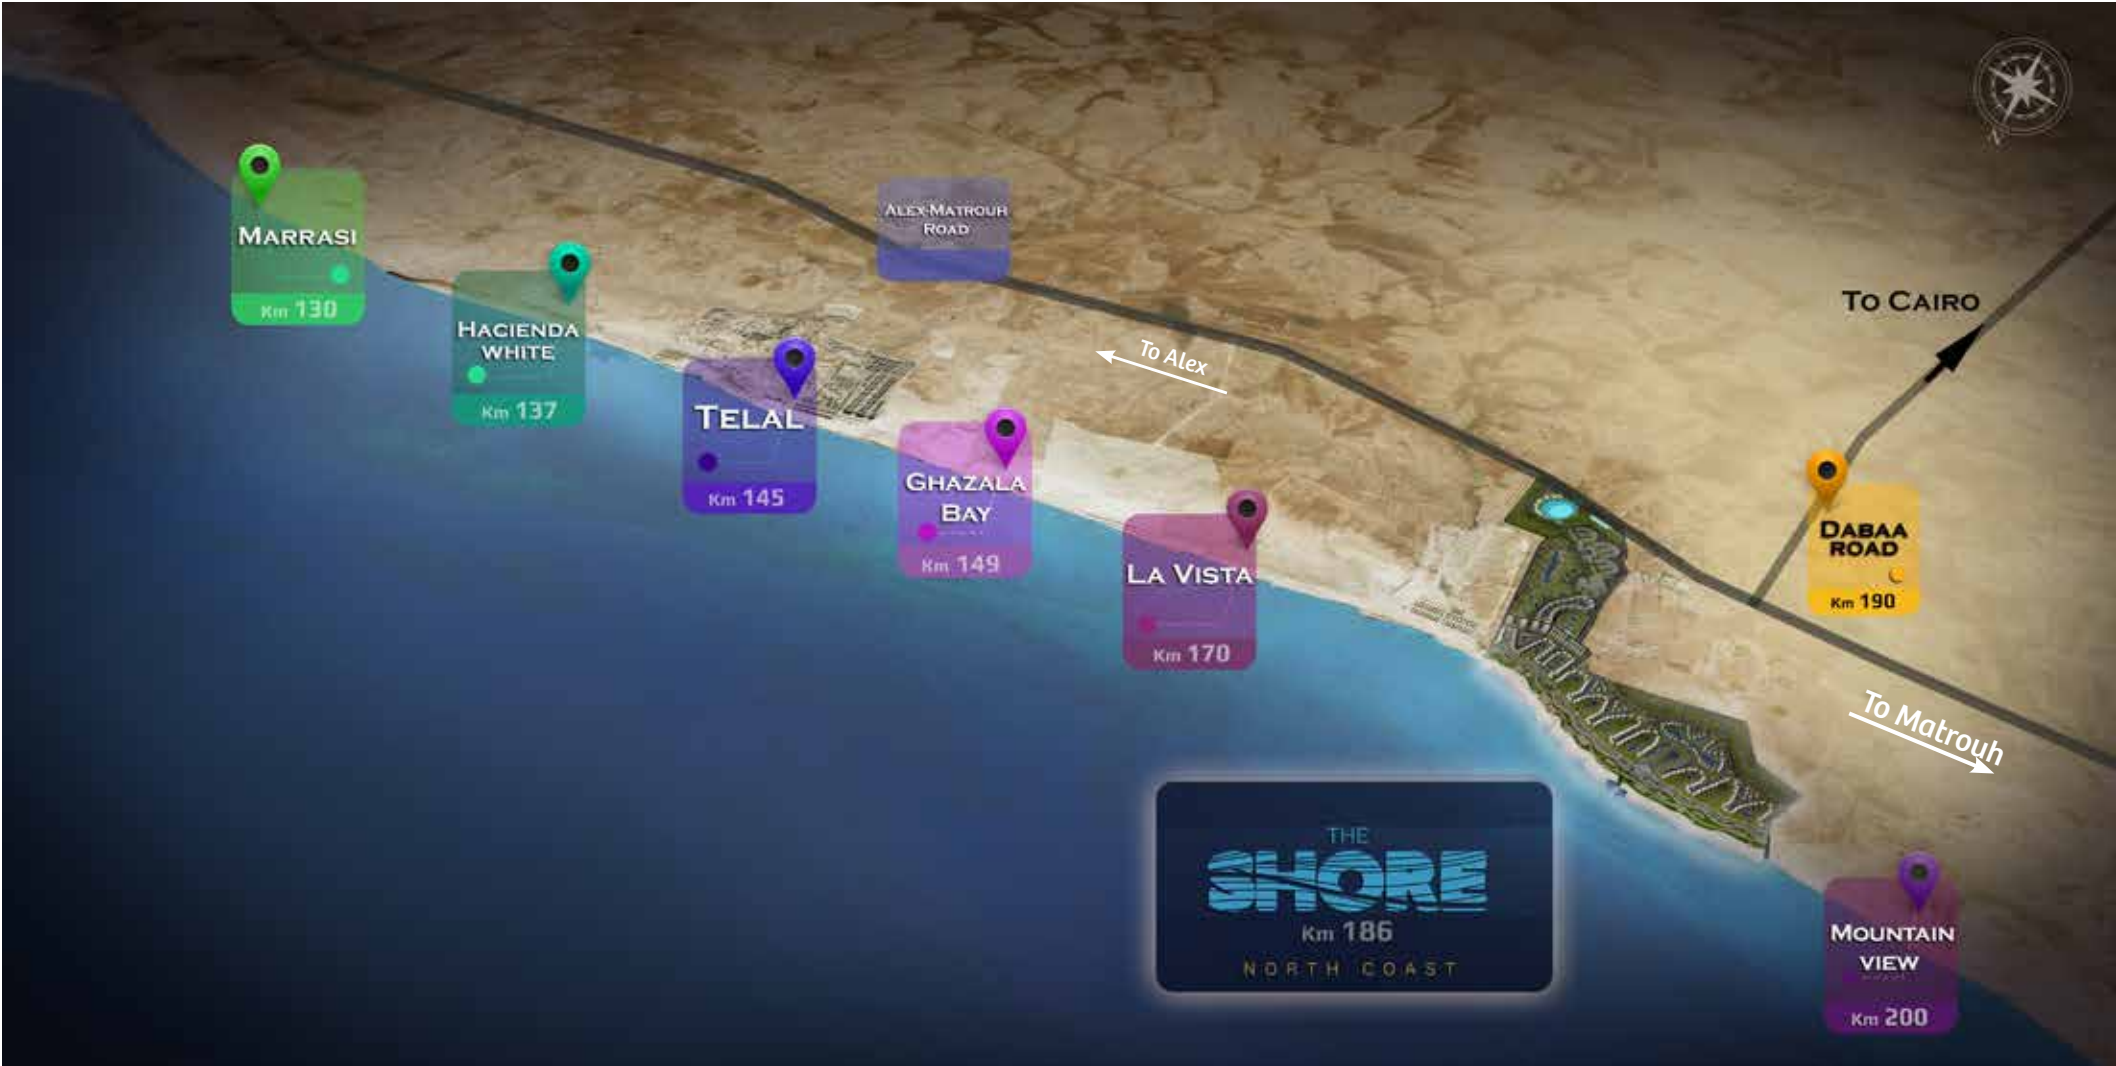 N
MARRASI
Km 130
HACIENDA
WHITE
Km 137
TELAL
Km 145
GHAZALA
BAY
Km 149
LA VISTA
Km 170
ALEX-MATROUH
ROAD
To Alex
TO CAIRO
DABAA
ROAD
Km 190
To Matrouh
THE
SHORE
Km 186
NORTH COAST
MOUNTAIN
VIEW
Km 200